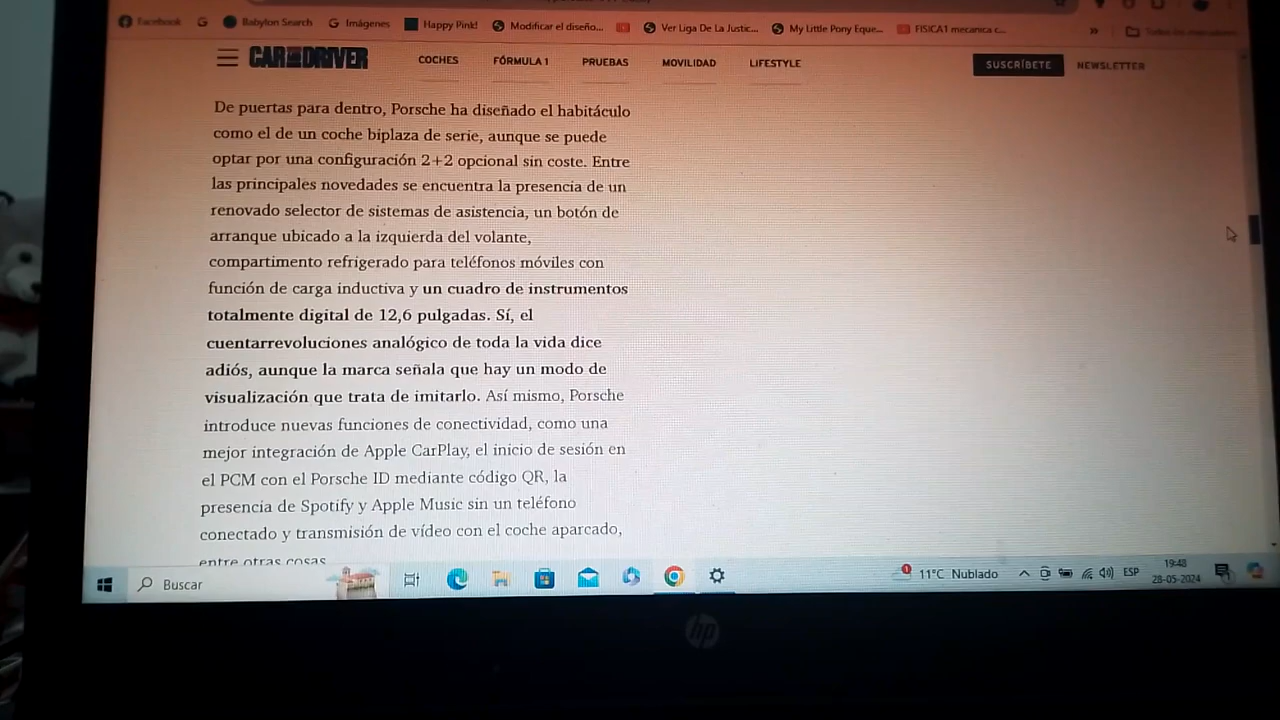 Facebook
G
Babylon Search
G Imágenes
Happy Pink!
Modificar el diseño...
Ver Liga De La Justic...
My Little Pony Eque...
FISICA1 mecanica c...
»
Todos los marcadores
CAR AND DRIVER
COCHES
FÓRMULA 1
PRUEBAS
MOVILIDAD
LIFESTYLE
SUSCRÍBETE
NEWSLETTER
De puertas para dentro, Porsche ha diseñado el habitáculo
como el de un coche biplaza de serie, aunque se puede
optar por una configuración 2+2 opcional sin coste. Entre
las principales novedades se encuentra la presencia de un
renovado selector de sistemas de asistencia, un botón de
arranque ubicado a la izquierda del volante,
compartimento refrigerado para teléfonos móviles con
función de carga inductiva y un cuadro de instrumentos
totalmente digital de 12,6 pulgadas. Sí, el
cuentarrevoluciones analógico de toda la vida dice
adiós, aunque la marca señala que hay un modo de
visualización que trata de imitarlo. Así mismo, Porsche
introduce nuevas funciones de conectividad, como una
mejor integración de Apple CarPlay, el inicio de sesión en
el PCM con el Porsche ID mediante código QR, la
presencia de Spotify y Apple Music sin un teléfono
conectado y transmisión de vídeo con el coche aparcado,
entre otras cosas
Buscar
11°C Nublado
ESP
19:48
28-05-2024
hp